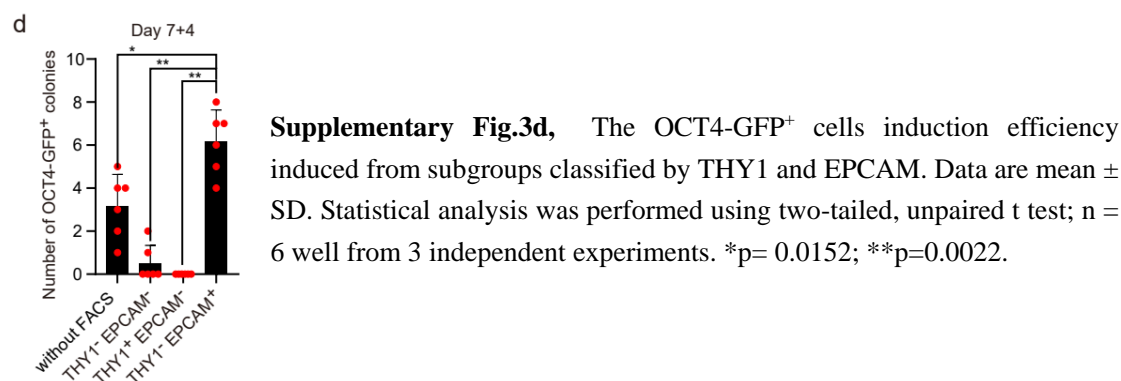 d
Day 7+4
Number of OCT4-GFP⁺ colonies
10
8
6
4
2
0
*
**
**
without FACS
THY1⁻ EPCAM⁻
THY1⁺ EPCAM⁻
THY1⁻ EPCAM⁺
Supplementary Fig.3d, The OCT4-GFP⁺ cells induction efficiency
induced from subgroups classified by THY1 and EPCAM. Data are mean ±
SD. Statistical analysis was performed using two-tailed, unpaired t test; n =
6 well from 3 independent experiments. *p= 0.0152; **p=0.0022.